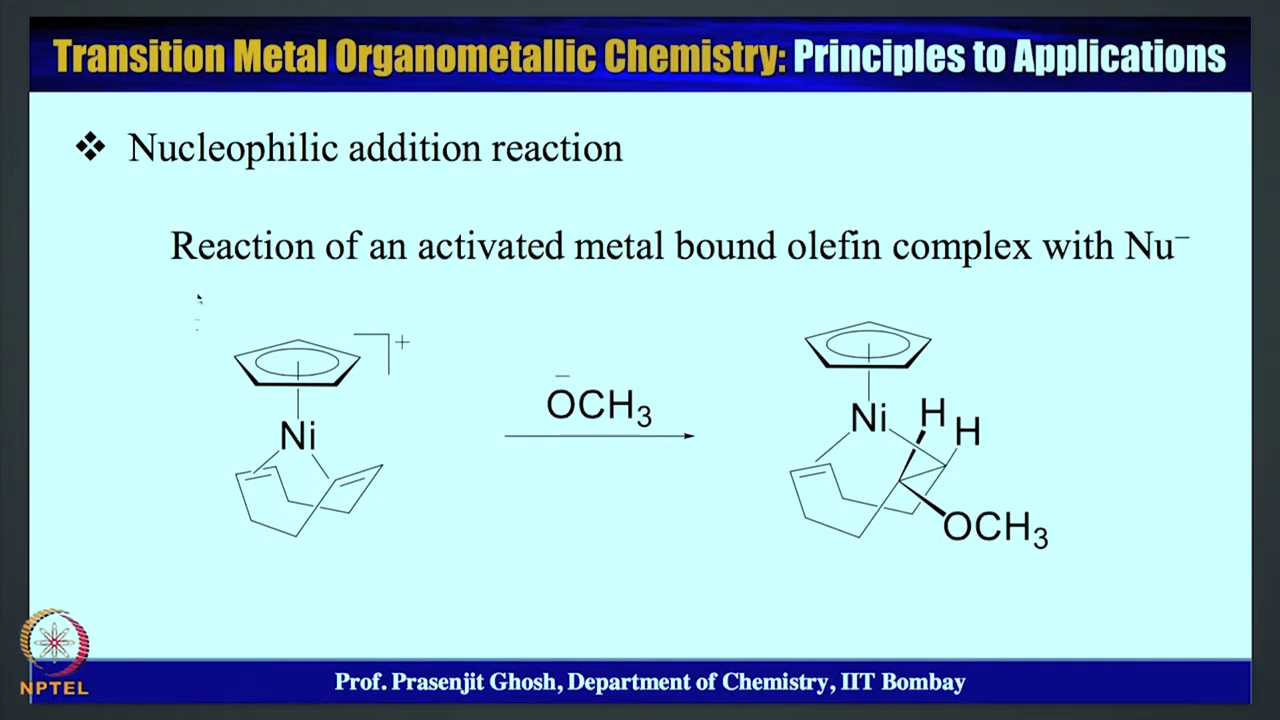 Transition Metal Organometallic Chemistry: Principles to Applications
❖ Nucleophilic addition reaction
Reaction of an activated metal bound olefin complex with Nu⁻
+
Ni
⁻OCH₃
Ni
H
H
OCH₃
NPTEL
Prof. Prasenjit Ghosh, Department of Chemistry, IIT Bombay